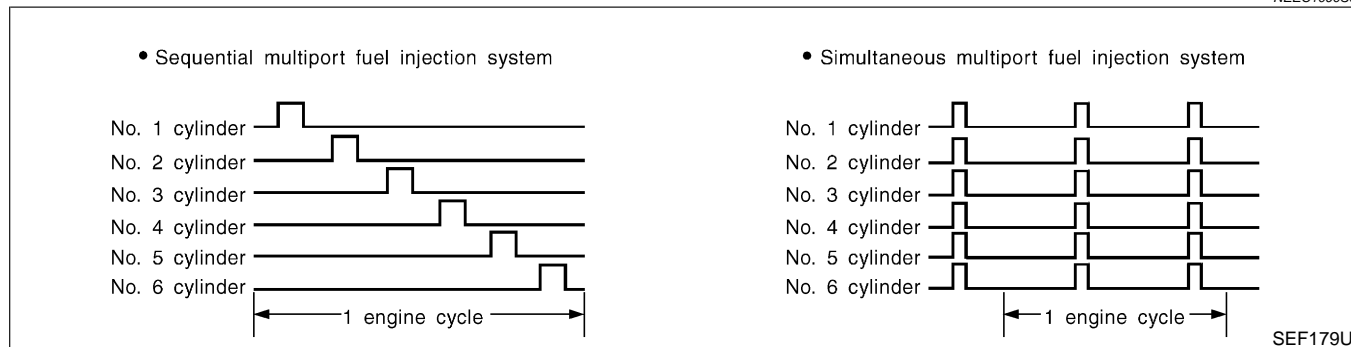 • Sequential multiport fuel injection system
No. 1 cylinder
No. 2 cylinder
No. 3 cylinder
No. 4 cylinder
No. 5 cylinder
No. 6 cylinder
1 engine cycle
• Simultaneous multiport fuel injection system
No. 1 cylinder
No. 2 cylinder
No. 3 cylinder
No. 4 cylinder
No. 5 cylinder
No. 6 cylinder
1 engine cycle
SEF179U